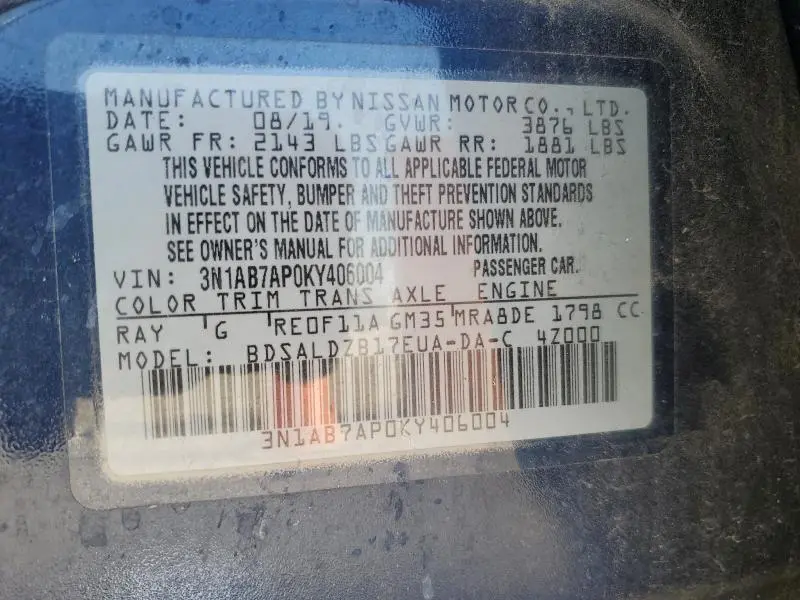 MANUFACTURED BY NISSAN MOTOR CO., LTD.
DATE: 08/19. GVWR: 3876 LBS
GAWR FR: 2143 LBS GAWR RR: 1881 LBS
THIS VEHICLE CONFORMS TO ALL APPLICABLE FEDERAL MOTOR
VEHICLE SAFETY, BUMPER AND THEFT PREVENTION STANDARDS
IN EFFECT ON THE DATE OF MANUFACTURE SHOWN ABOVE.
SEE OWNER'S MANUAL FOR ADDITIONAL INFORMATION.
VIN: 3N1AB7AP0KY406004 PASSENGER CAR.
COLOR TRIM TRANS AXLE ENGINE
RAY G RE0F11A GM35 MRA8DE 1798 CC
MODEL: BDSALDZB17EUA-DA-C 4Z000
3N1AB7AP0KY406004